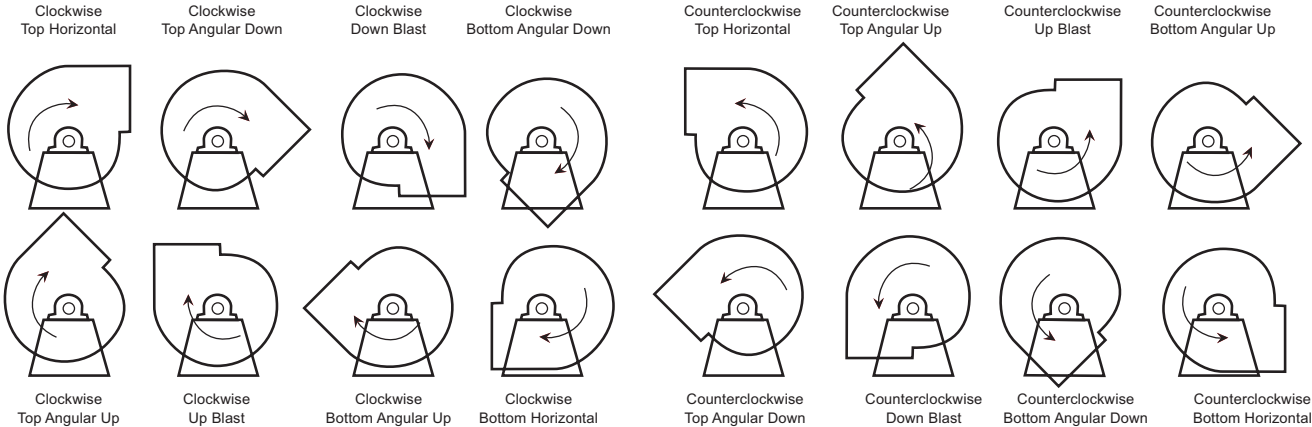 Clockwise
Top Horizontal
Clockwise
Top Angular Down
Clockwise
Down Blast
Clockwise
Bottom Angular Down
Counterclockwise
Top Horizontal
Counterclockwise
Top Angular Up
Counterclockwise
Up Blast
Counterclockwise
Bottom Angular Up
Clockwise
Top Angular Up
Clockwise
Up Blast
Clockwise
Bottom Angular Up
Clockwise
Bottom Horizontal
Counterclockwise
Top Angular Down
Counterclockwise
Down Blast
Counterclockwise
Bottom Angular Down
Counterclockwise
Bottom Horizontal